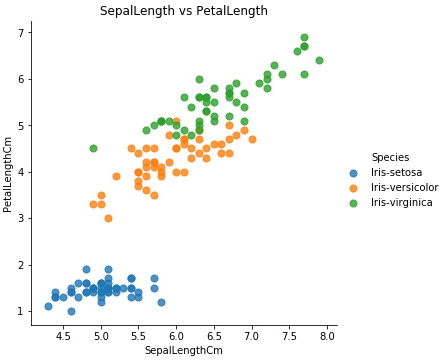 SepalLength vs PetalLength
7
6
5
4
3
2
1
PetalLengthCm
4.5 5.0 5.5 6.0 6.5 7.0 7.5 8.0
SepalLengthCm
Species
Iris-setosa
Iris-versicolor
Iris-virginica